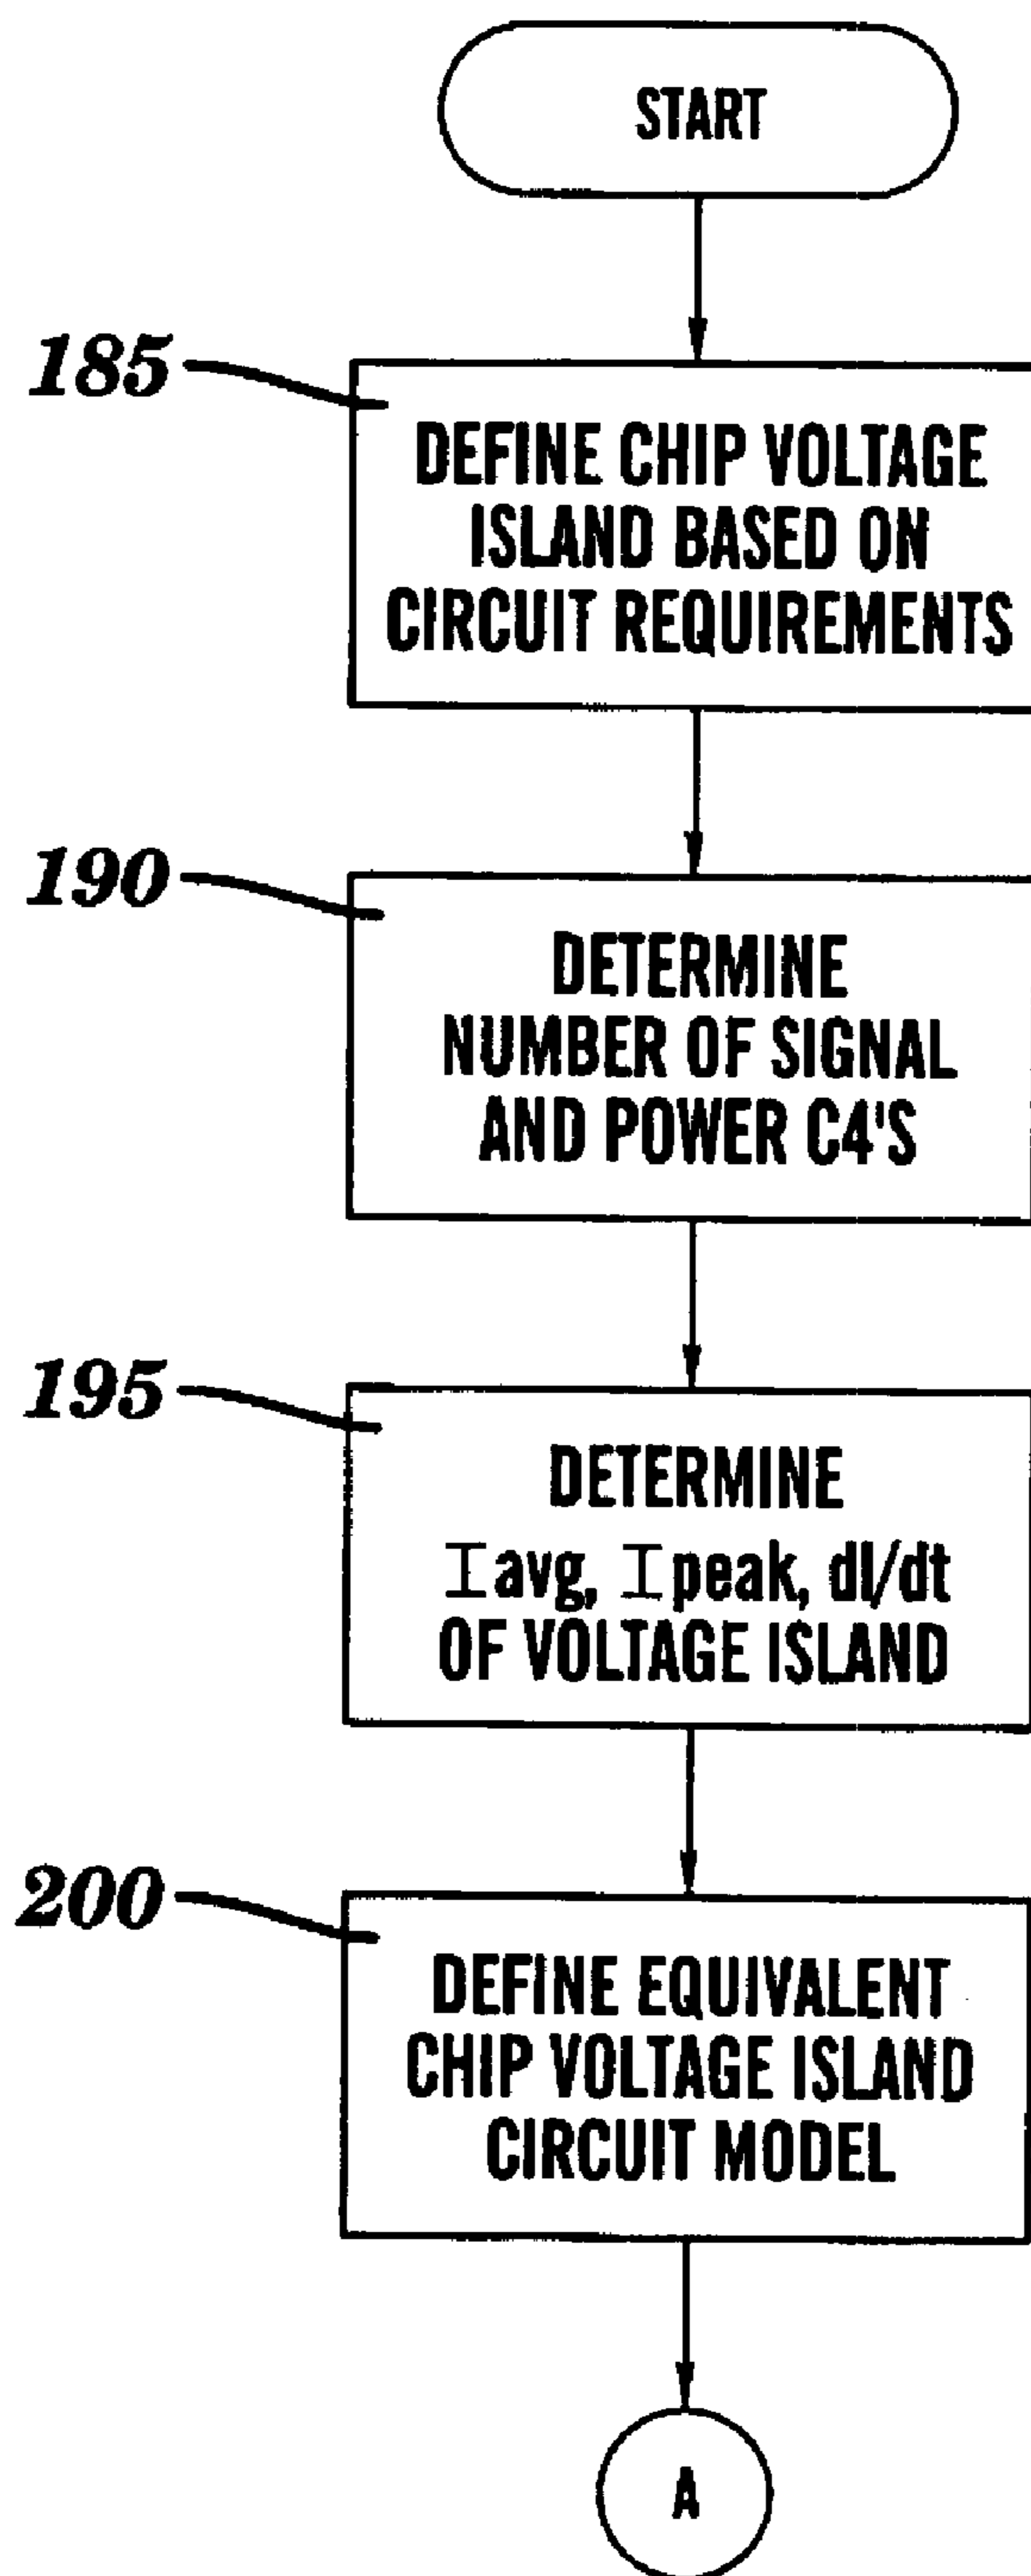 START
185
DEFINE CHIP VOLTAGE
ISLAND BASED ON
CIRCUIT REQUIREMENTS
190
DETERMINE
NUMBER OF SIGNAL
AND POWER C4'S
195
DETERMINE
Iavg, Ipeak, dI/dt
OF VOLTAGE ISLAND
200
DEFINE EQUIVALENT
CHIP VOLTAGE ISLAND
CIRCUIT MODEL
A